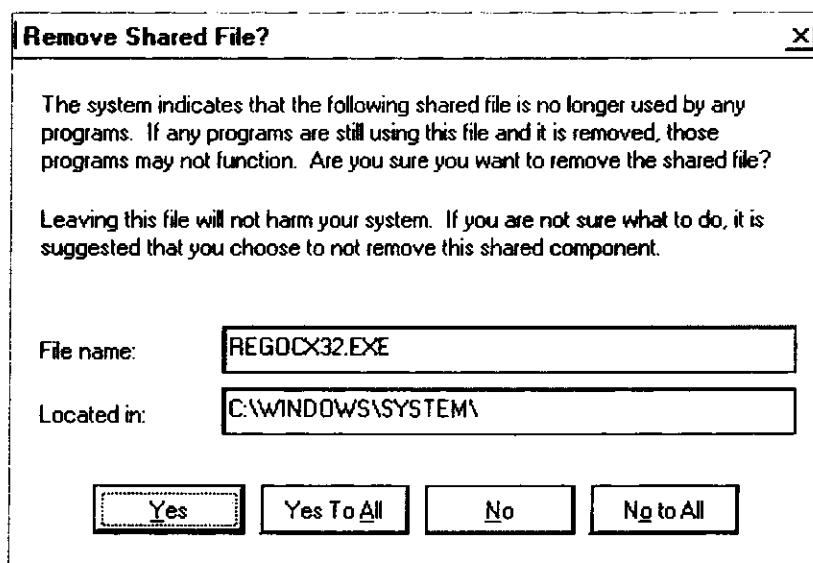 Remove Shared File?
The system indicates that the following shared file is no longer used by any
programs. If any programs are still using this file and it is removed, those
programs may not function. Are you sure you want to remove the shared file?
Leaving this file will not harm your system. If you are not sure what to do, it is
suggested that you choose to not remove this shared component.
File name: REGOCX32.EXE
Located in: C:\WINDOWS\SYSTEM\
Yes Yes To All No No to All